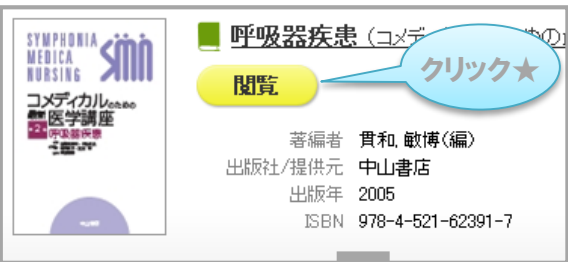 SYMPHONIA
MEDICA
NURSING
コメディカルのための
医学講座
呼吸器疾患
呼吸器疾患（コメデ
閲覧
クリック★
著編者 貫和, 敏博(編)
出版社/提供元 中山書店
出版年 2005
ISBN 978-4-521-62391-7